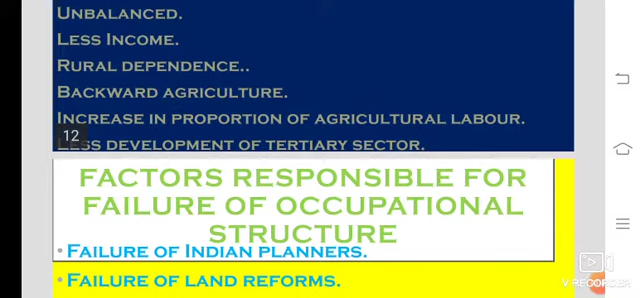 Unbalanced.
Less Income.
Rural dependence..
Backward agriculture.
Increase in proportion of agricultural labour.
12
Less development of tertiary sector.
FACTORS RESPONSIBLE FOR
FAILURE OF OCCUPATIONAL
STRUCTURE
• Failure of Indian planners.
• Failure of land reforms.
V RECORDER